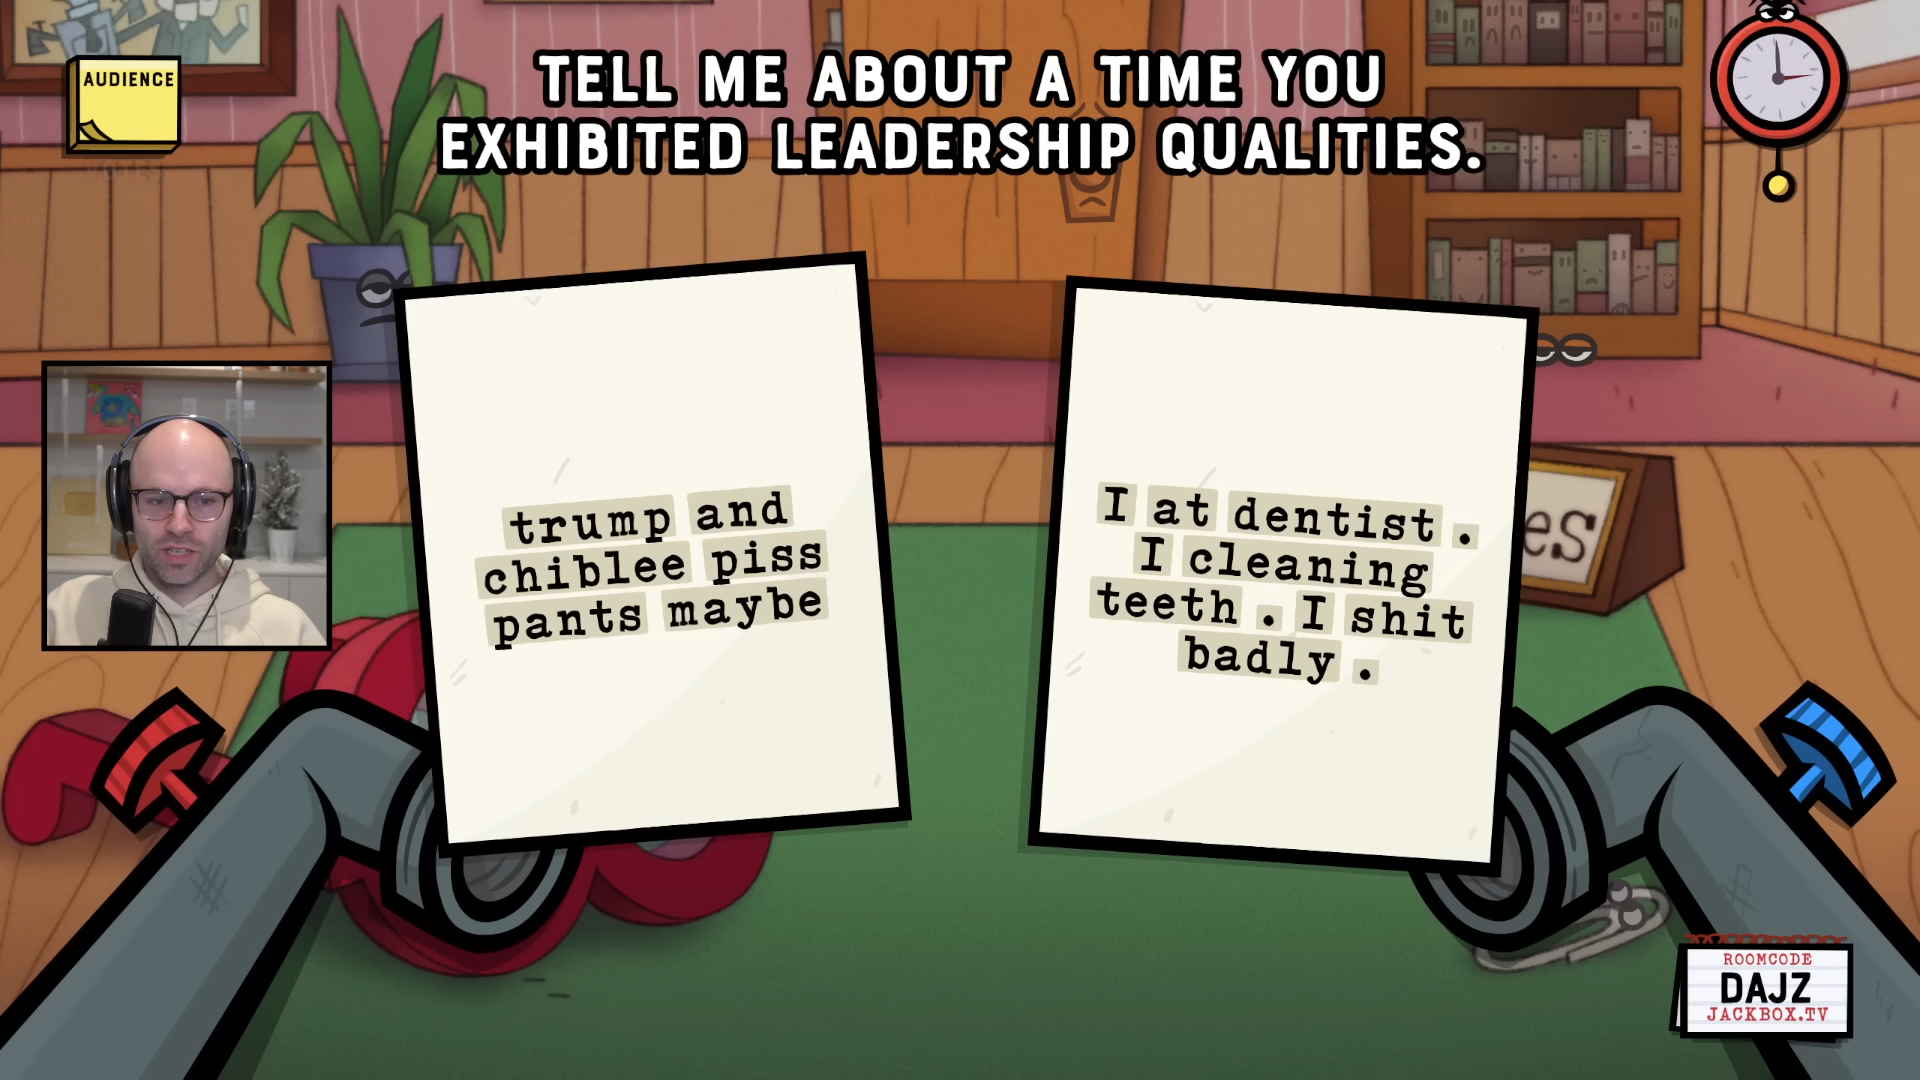 AUDIENCE
TELL ME ABOUT A TIME YOU
EXHIBITED LEADERSHIP QUALITIES.
trump and
chiblee piss
pants maybe
I at dentist .
I cleaning
teeth . I shit
badly .
es
ROOMCODE
DAJZ
JACKBOX.TV